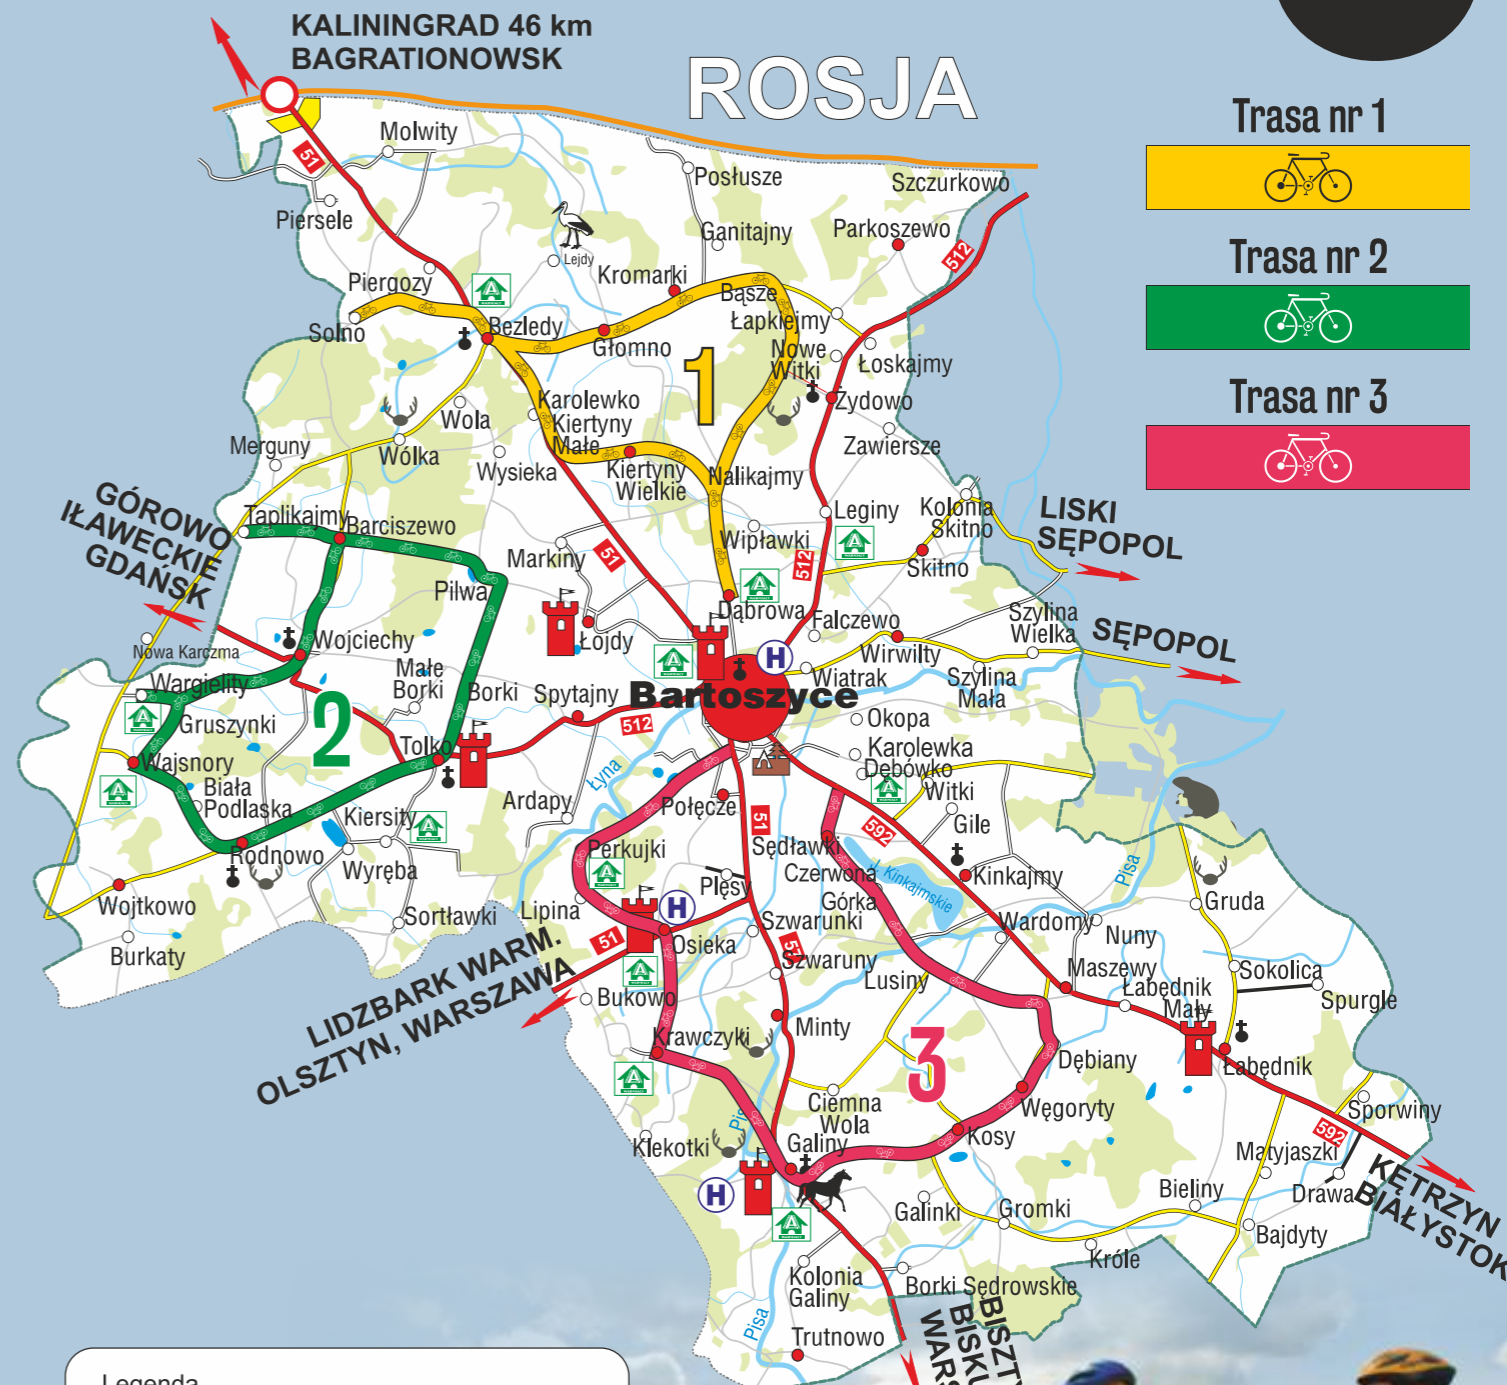 KALININGRAD 46 km
BAGRATIONOWSK
ROSJA
Trasa nr 1
Trasa nr 2
Trasa nr 3
51
Molwity
Piersele
Posłusze
Szczurkowo
Ganitajny
Parkoszewo
512
Lejdy
Piergozy
Kromarki
Bąsze
Solno
Bezledy
Łapkiejmy
Głomno
Nowe
Witki
Łoskajmy
1
Karolewko
Żydowo
Wola
Kiertyny
Małe
Zawiersze
Merguny
Wólka
Wysieka
Kiertyny
Wielkie
Nalikajmy
GÓROWO
IŁAWECKIE
GDAŃSK
Taplikajmy
Barciszewo
Leginy
Kolonia
Skitno
LISKI
SĘPOPOL
Markiny
51
Wipławki
512
Skitno
Pilwa
Dąbrowa
Falczewo
Szylina
Wielka
SĘPOPOL
Nowa Karczma
Wojciechy
Łojdy
Wirwilty
H
Małe
Borki
Wargielity
Borki
Spytajny
Bartoszyce
Wiatrak
Szylina
Mała
Gruszynki
2
512
Okopa
Tolko
Karolewka
Wajsnory
Łyna
Dębówko
Biała
Podlaska
Ardapy
Połęcze
Witki
Kiersity
51
592
Gile
Rodnowo
Wyręba
Perkujki
Sędławki
Czerwona
Górka
J. Kinkajmskie
Kinkajmy
Pisa
Plęsy
Gruda
Wojtkowo
Sortławki
Lipina
H
Szwarunki
Wardomy
Nuny
Burkaty
LIDZBARK WARM.
OLSZTYN, WARSZAWA
51
Osieka
57
Szwaruny
Lusiny
Maszewy
Sokolica
Bukowo
Łabędnik
Mały
Spurgle
Minty
Krawczyki
3
Dębiany
Łabędnik
Ciemna
Wola
Węgoryty
Sporwiny
Pisa
Klekotki
Galiny
Kosy
592
Matyjaszki
KĘTRZYN
BIAŁYSTOK
H
Galinki
Gromki
Bieliny
Drawa
Bajdyty
Króle
Kolonia
Galiny
Borki Sędrowskie
Pisa
Trutnowo
Legenda